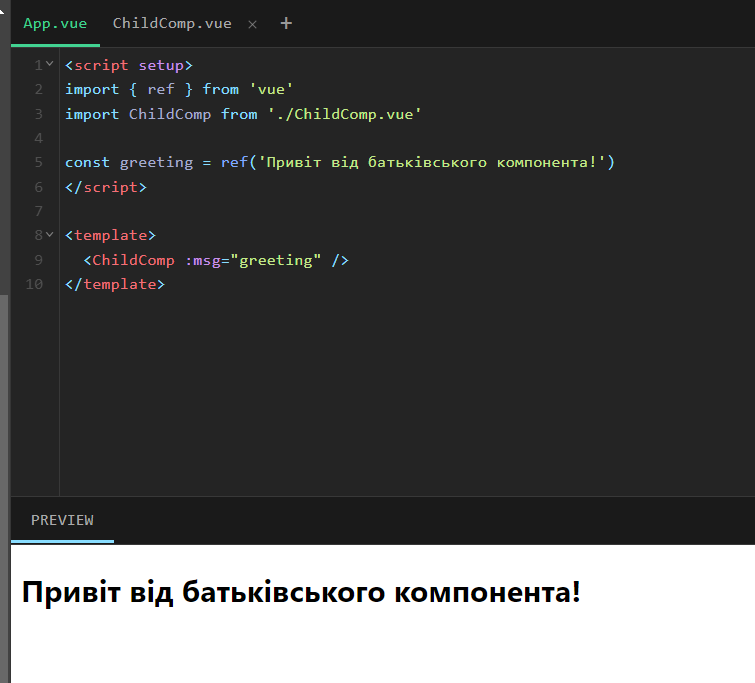 App.vue ChildComp.vue × +
1 <script setup>
2 import { ref } from 'vue'
3 import ChildComp from './ChildComp.vue'
4
5 const greeting = ref('Привіт від батьківського компонента!')
6 </script>
7
8 <template>
9   <ChildComp :msg="greeting" />
10 </template>
PREVIEW
Привіт від батьківського компонента!